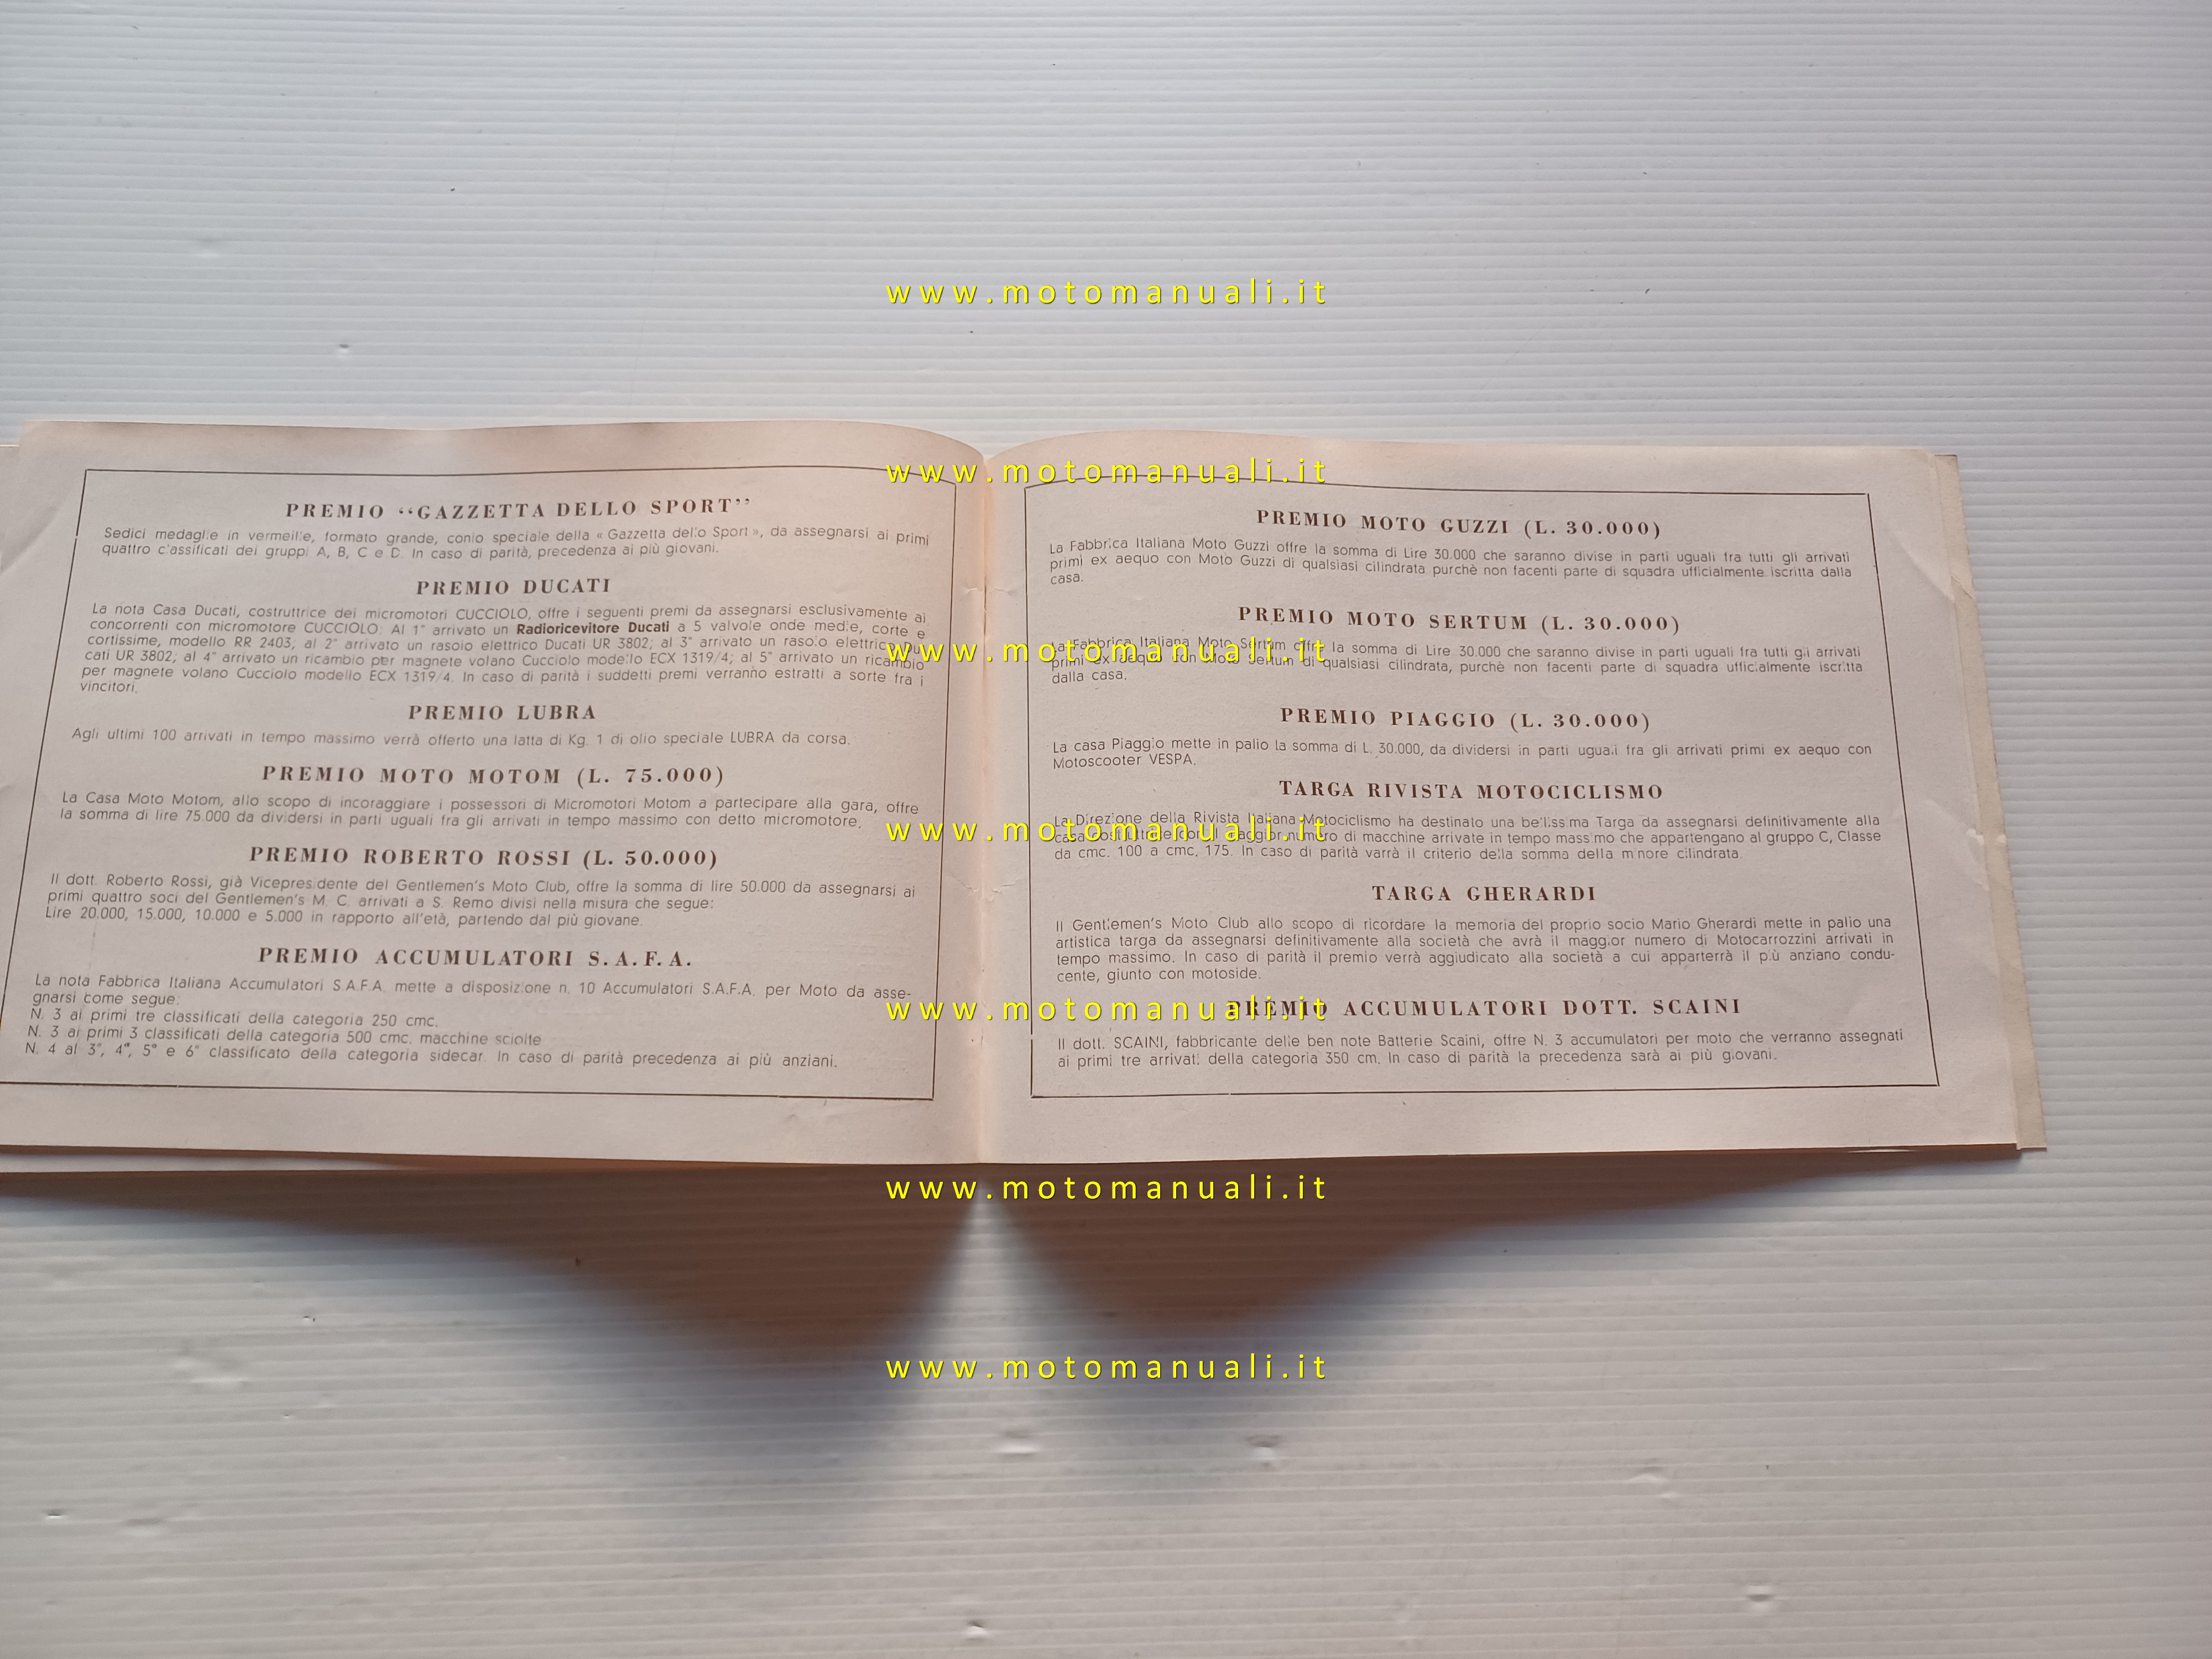 www.motomanuali.it
PREMIO “GAZZETTA DELLO SPORT”
Sedici medaglie in vermeille, formato grande, conio speciale della « Gazzetta dello Sport », da assegnarsi ai primi
quattro c'assificati dei gruppi A, B, C e D. In caso di parità, precedenza ai più giovani.
PREMIO DUCATI
La nota Casa Ducati, costruttrice dei micromotori CUCCIOLO, offre i seguenti premi da assegnarsi esclusivamente ai
concorrenti con micromotore CUCCIOLO: Al 1° arrivato un Radioricevitore Ducati a 5 valvole onde medie, corte e
cortissime, modello RR 2403; al 2° arrivato un rasoio elettrico Ducati UR 3802; al 3° arrivato un rasoio elettrico Du-
cati UR 3802; al 4° arrivato un ricambio per magnete volano Cucciolo modello ECX 1319/4; al 5° arrivato un ricambio
per magnete volano Cucciolo modello ECX 1319/4. In caso di parità i suddetti premi verranno estratti a sorte fra i
vincitori.
PREMIO LUBRA
Agli ultimi 100 arrivati in tempo massimo verrà offerto una latta di Kg. 1 di olio speciale LUBRA da corsa.
PREMIO MOTO MOTOM (L. 75.000)
La Casa Moto Motom, allo scopo di incoraggiare i possessori di Micromotori Motom a partecipare alla gara, offre
la somma di lire 75.000 da dividersi in parti uguali fra gli arrivati in tempo massimo con detto micromotore.
PREMIO ROBERTO ROSSI (L. 50.000)
Il dott. Roberto Rossi, già Vicepresidente del Gentlemen's Moto Club, offre la somma di lire 50.000 da assegnarsi ai
primi quattro soci del Gentlemen's M. C. arrivati a S. Remo divisi nella misura che segue:
Lire 20.000, 15.000, 10.000 e 5.000 in rapporto all'età, partendo dal più giovane.
PREMIO ACCUMULATORI S.A.F.A.
La nota Fabbrica Italiana Accumulatori S.A.F.A. mette a disposizione n. 10 Accumulatori S.A.F.A. per Moto da asse-
gnarsi come segue:
N. 3 ai primi tre classificati della categoria 250 cmc.
N. 3 ai primi 3 classificati della categoria 500 cmc. macchine sciolte
N. 4 al 3°, 4°, 5° e 6° classificato della categoria sidecar. In caso di parità precedenza ai più anziani.
www.motomanuali.it
PREMIO MOTO GUZZI (L. 30.000)
La Fabbrica Italiana Moto Guzzi offre la somma di Lire 30.000 che saranno divise in parti uguali fra tutti gli arrivati
primi ex aequo con Moto Guzzi di qualsiasi cilindrata purchè non facenti parte di squadra ufficialmente iscritta dalla
casa.
PREMIO MOTO SERTUM (L. 30.000)
La Fabbrica Italiana Moto Sertum offre la somma di Lire 30.000 che saranno divise in parti uguali fra tutti gli arrivati
www.motomanuali.it
primi ex aequo con Moto Sertum di qualsiasi cilindrata, purchè non facenti parte di squadra ufficialmente iscritta
dalla casa.
PREMIO PIAGGIO (L. 30.000)
La casa Piaggio mette in palio la somma di L. 30.000, da dividersi in parti uguali fra gli arrivati primi ex aequo con
Motoscooter VESPA.
TARGA RIVISTA MOTOCICLISMO
La Direzione della Rivista Italiana Motociclismo ha destinato una bellissima Targa da assegnarsi definitivamente alla
www.motomanuali.it
casa numero di macchine arrivate in tempo massimo che appartengano al gruppo C, Classe
da cmc. 100 a cmc. 175. In caso di parità varrà il criterio della somma della minore cilindrata.
TARGA GHERARDI
Il Gentlemen's Moto Club allo scopo di ricordare la memoria del proprio socio Mario Gherardi mette in palio una
artistica targa da assegnarsi definitivamente alla società che avrà il maggior numero di Motocarrozzini arrivati in
tempo massimo. In caso di parità il premio verrà aggiudicato alla società a cui apparterrà il più anziano condu-
cente, giunto con motoside.
PREMIO ACCUMULATORI DOTT. SCAINI
www.motomanuali.it
Il dott. SCAINI, fabbricante delle ben note Batterie Scaini, offre N. 3 accumulatori per moto che verranno assegnati
ai primi tre arrivati della categoria 350 cm. In caso di parità la precedenza sarà ai più giovani.
www.motomanuali.it
www.motomanuali.it